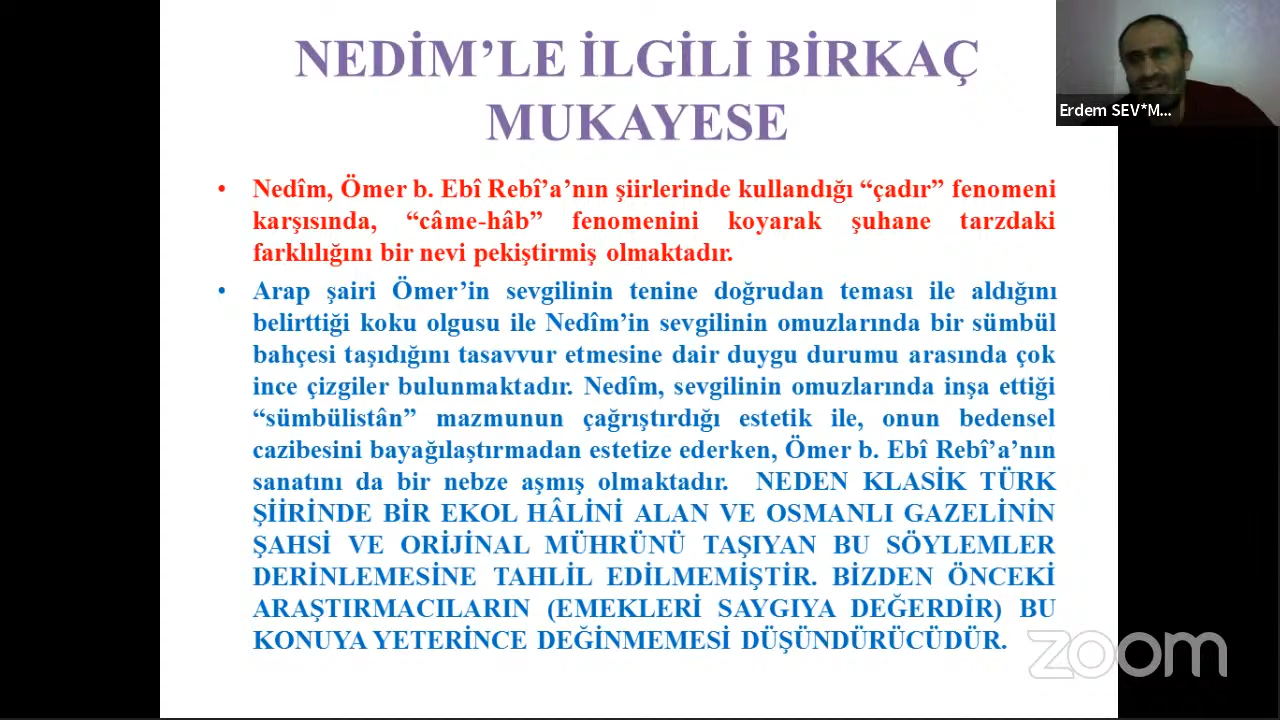 NEDİM’LE İLGİLİ BİRKAÇ
MUKAYESE
Erdem SEV*M...
• Nedîm, Ömer b. Ebî Rebî’a’nın şiirlerinde kullandığı “çadır” fenomeni
karşısında, “câme-hâb” fenomenini koyarak şuhane tarzdaki
farklılığını bir nevi pekiştirmiş olmaktadır.
• Arap şairi Ömer’in sevgilinin tenine doğrudan teması ile aldığını
belirttiği koku olgusu ile Nedîm’in sevgilinin omuzlarında bir sümbül
bahçesi taşıdığını tasavvur etmesine dair duygu durumu arasında çok
ince çizgiler bulunmaktadır. Nedîm, sevgilinin omuzlarında inşa ettiği
“sümbülistân” mazmunun çağrıştırdığı estetik ile, onun bedensel
cazibesini bayağılaştırmadan estetize ederken, Ömer b. Ebî Rebî’a’nın
sanatını da bir nebze aşmış olmaktadır. NEDEN KLASİK TÜRK
ŞİİRİNDE BİR EKOL HÂLİNİ ALAN VE OSMANLI GAZELİNİN
ŞAHSİ VE ORİJİNAL MÜHRÜNÜ TAŞIYAN BU SÖYLEMLER
DERİNLEMESİNE TAHLİL EDİLMEMİŞTİR. BİZDEN ÖNCEKİ
ARAŞTIRMACILARIN (EMEKLERİ SAYGIYA DEĞERDİR) BU
KONUYA YETERİNCE DEĞİNMEMESİ DÜŞÜNDÜRÜCÜDÜR.
zoom